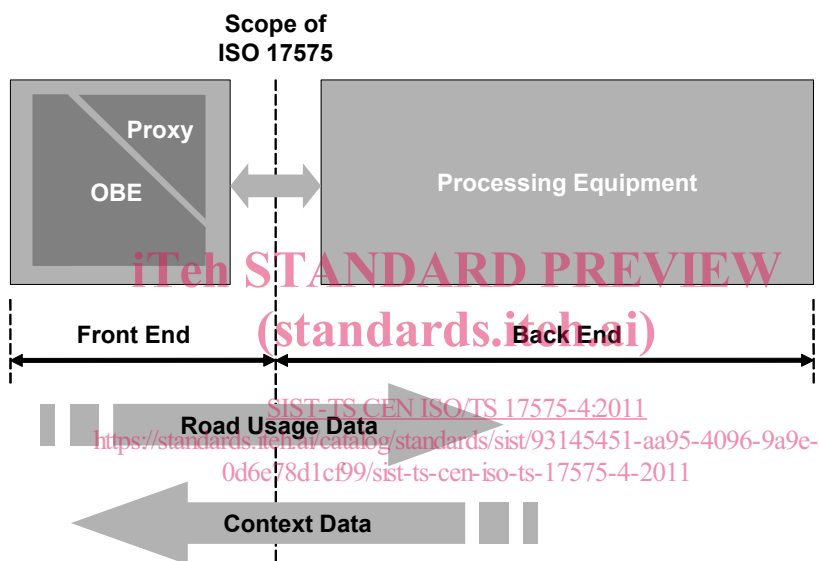 Scope of
ISO 17575
Proxy
OBE
Processing Equipment
iTeh STANDARD PREVIEW
(standards.iteh.ai)
Front End
Back End
SIST-TS CEN ISO/TS 17575-4:2011
Road Usage Data
https://standards.iteh.ai/catalog/standards/sist/93145451-aa95-4096-9a9e-
0d6e78d1cf99/sist-ts-cen-iso-ts-17575-4-2011
Context Data